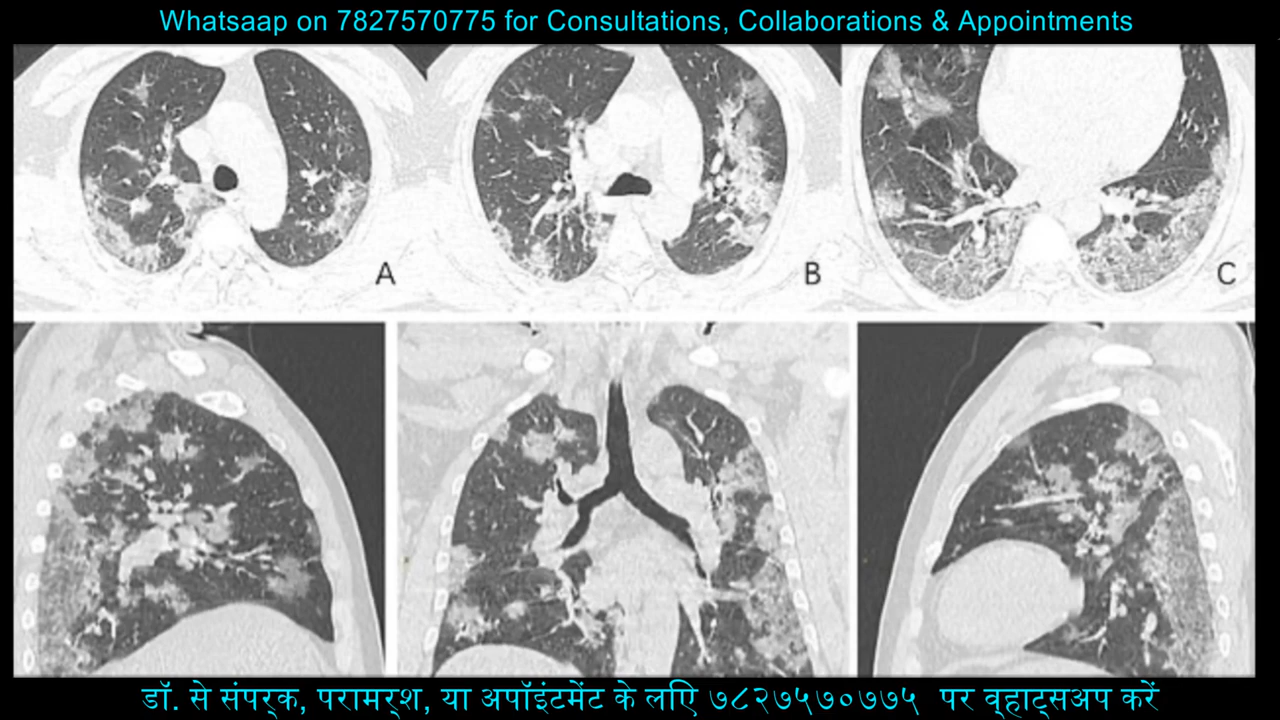 Whatsaap on 7827570775 for Consultations, Collaborations & Appointments
A
B
C
डॉ. से संपर्क, परामर्श, या अपॉइंटमेंट के लिए ७८२७५७०७७५ पर व्हाट्सअप करें